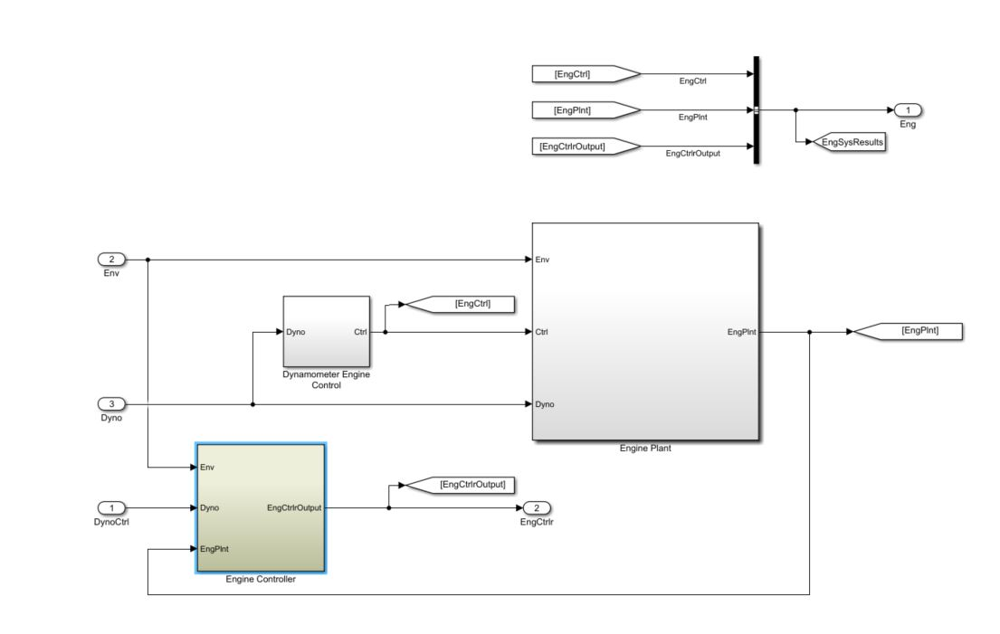 [EngCtrl]
EngCtrl
[EngPlnt]
EngPlnt
[EngCtrlrOutput]
EngCtrlrOutput
1
Eng
EngSysResults
2
Env
Env
[EngCtrl]
Dyno
Ctrl
Ctrl
EngPlnt
[EngPlnt]
Dynamometer Engine
Control
3
Dyno
Dyno
Engine Plant
Env
[EngCtrlrOutput]
1
DynoCtrl
Dyno
EngCtrlrOutput
2
EngCtrlr
EngPlnt
Engine Controller